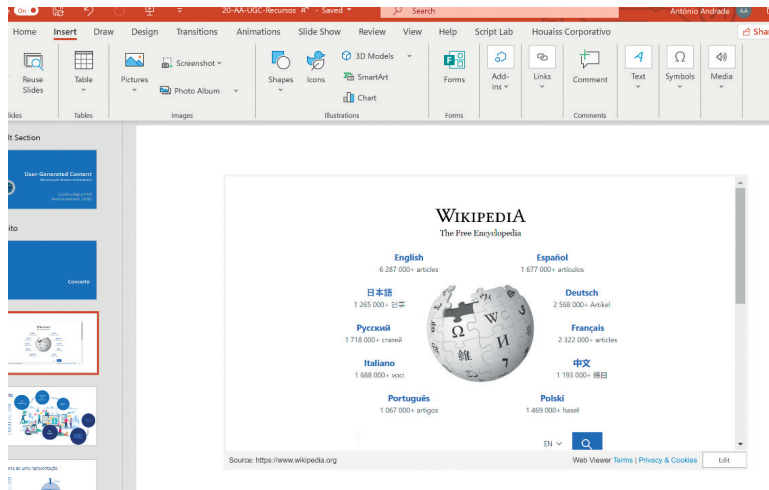 On
20-AA-UGC-Recursos
- Saved
Search
António Andrade
AA
Home Insert Draw Design Transitions Animations Slide Show Recording Review View Help Script Lab Houaiss Corporativo
Reuse Slides
Table
Pictures
Screenshot
Photo Album
Shapes
Icons
3D Models
SmartArt
Chart
Forms
Add-ins
Links
Comment
Text
Symbols
Media
Tables
Images
Illustrations
Forms
Comments
lt Section
User-Generated Content
Conceito
WIKIPEDIA
The Free Encyclopedia
English
6 287 000+ articles
Español
1 677 000+ artículos
日本語
1 265 000+ 記事
Deutsch
2 568 000+ Artikel
Русский
1 718 000+ статей
Français
2 322 000+ articles
Italiano
1 688 000+ voci
中文
1 193 000+ 條目
Português
1 067 000+ artigos
Polski
1 469 000+ haseł
EN
Source: https://www.wikipedia.org
Web Viewer Terms | Privacy & Cookies
Edit